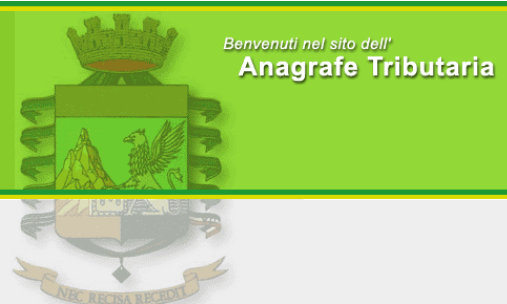 Benvenuti nel sito dell'
Anagrafe Tributaria
NEC RECISA RECEDIT